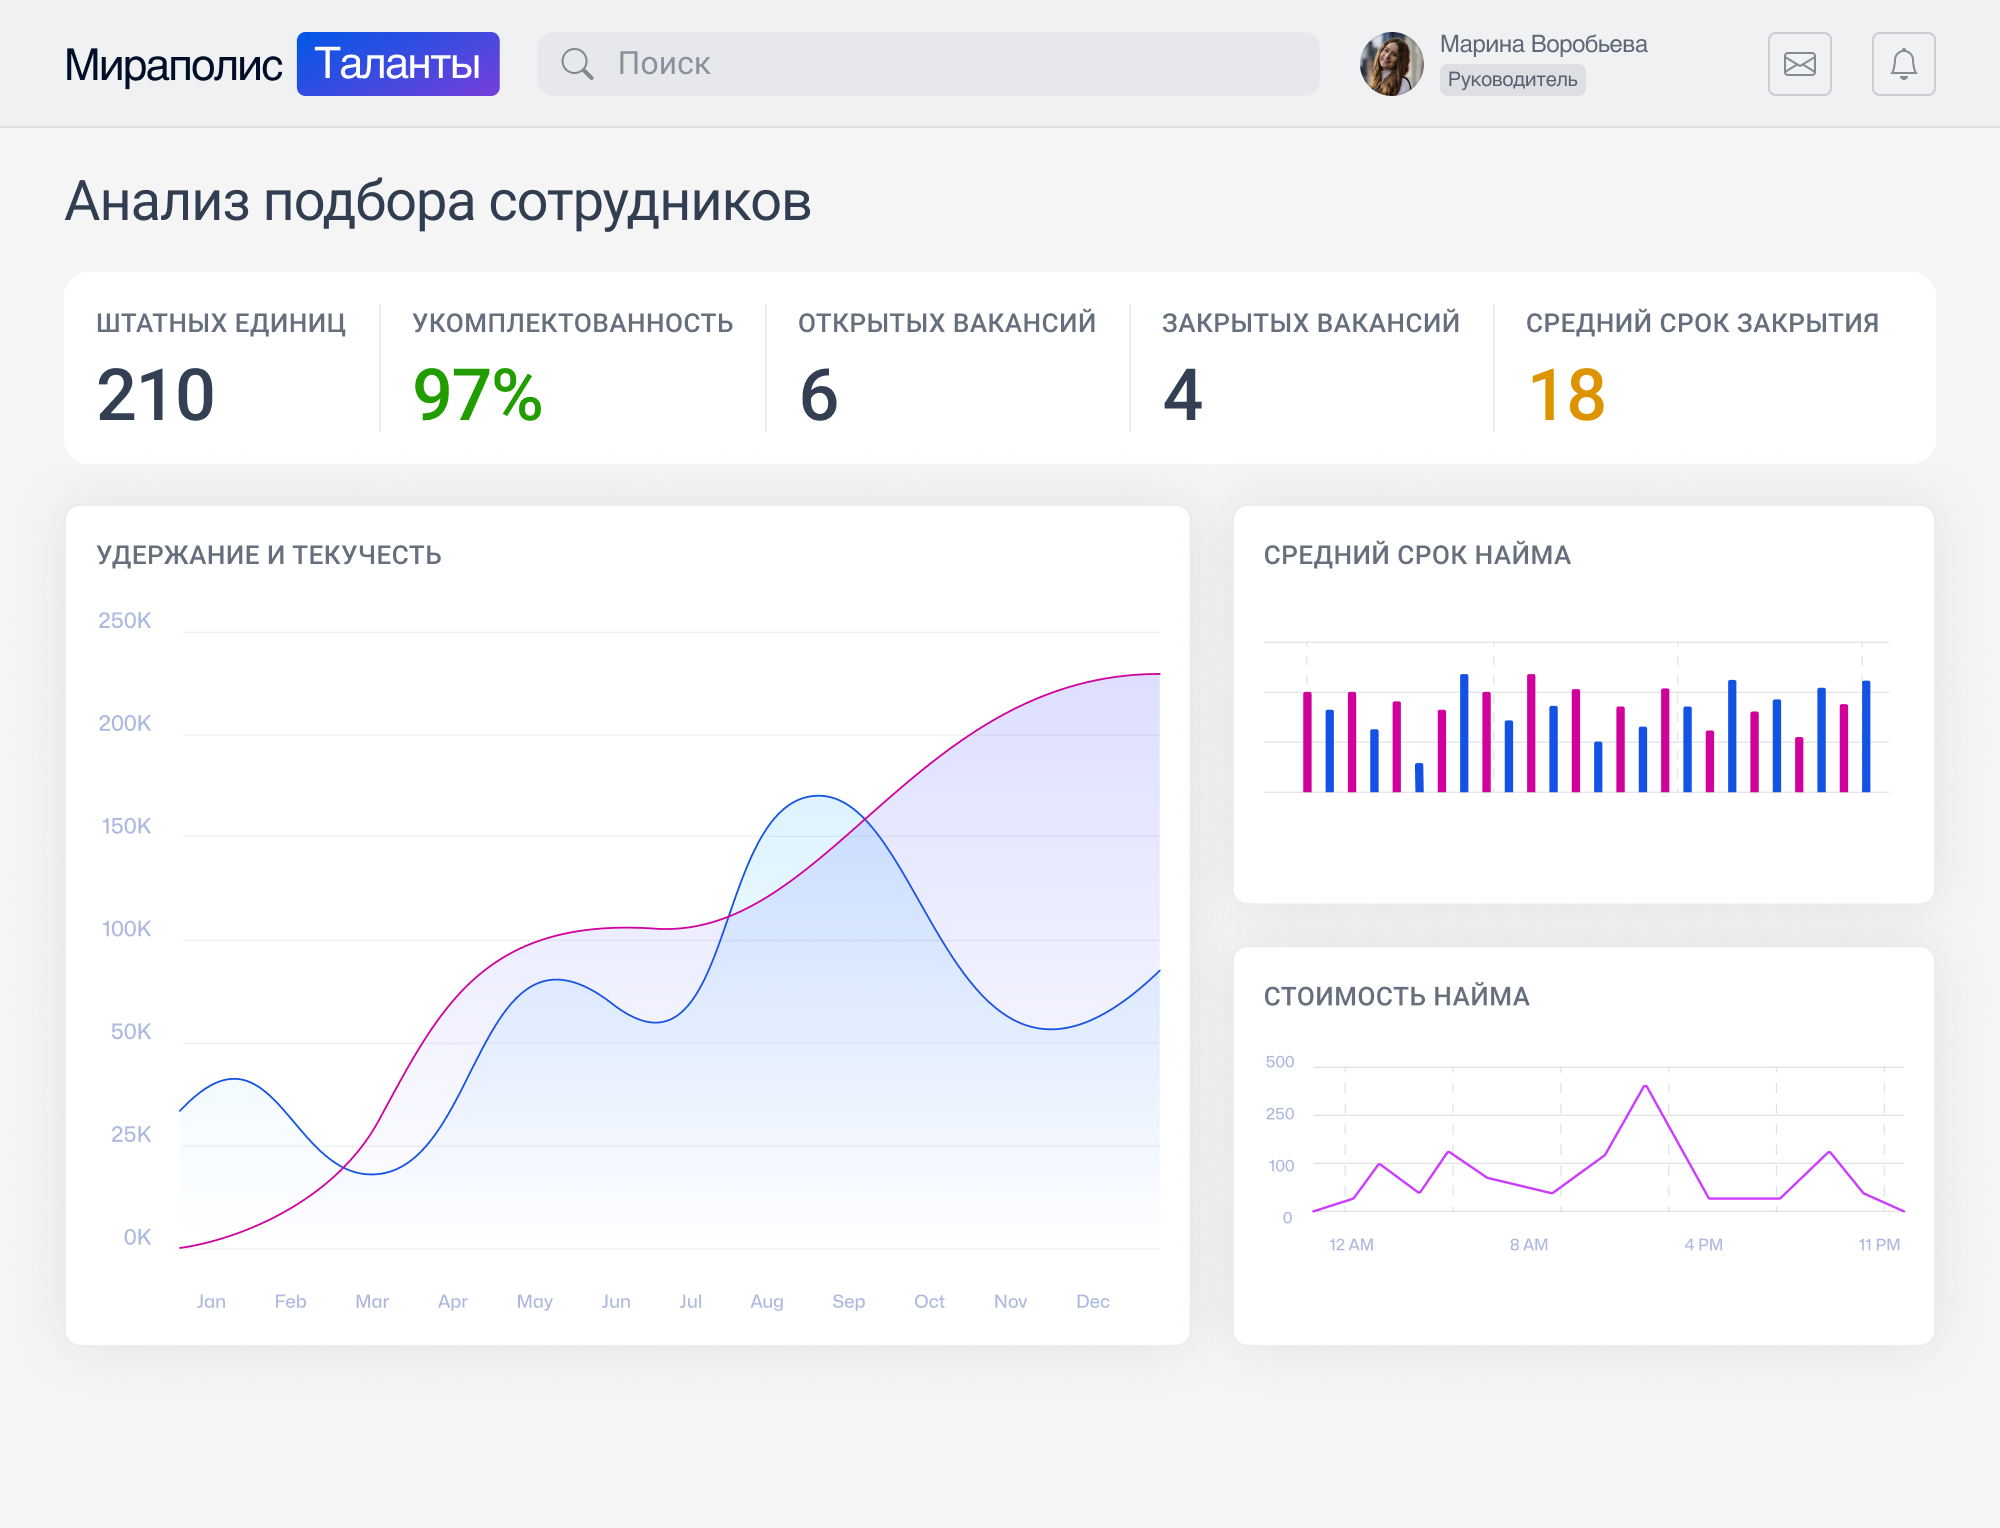 Мираполис Таланты
Поиск
Марина Воробьева
Руководитель
Анализ подбора сотрудников
ШТАТНЫХ ЕДИНИЦ
210
УКОМПЛЕКТОВАННОСТЬ
97%
ОТКРЫТЫХ ВАКАНСИЙ
6
ЗАКРЫТЫХ ВАКАНСИЙ
4
СРЕДНИЙ СРОК ЗАКРЫТИЯ
18
УДЕРЖАНИЕ И ТЕКУЧЕСТЬ
250K
200K
150K
100K
50K
25K
0K
Jan Feb Mar Apr May Jun Jul Aug Sep Oct Nov Dec
СРЕДНИЙ СРОК НАЙМА
СТОИМОСТЬ НАЙМА
500
250
100
0
12 AM 8 AM 4 PM 11 PM